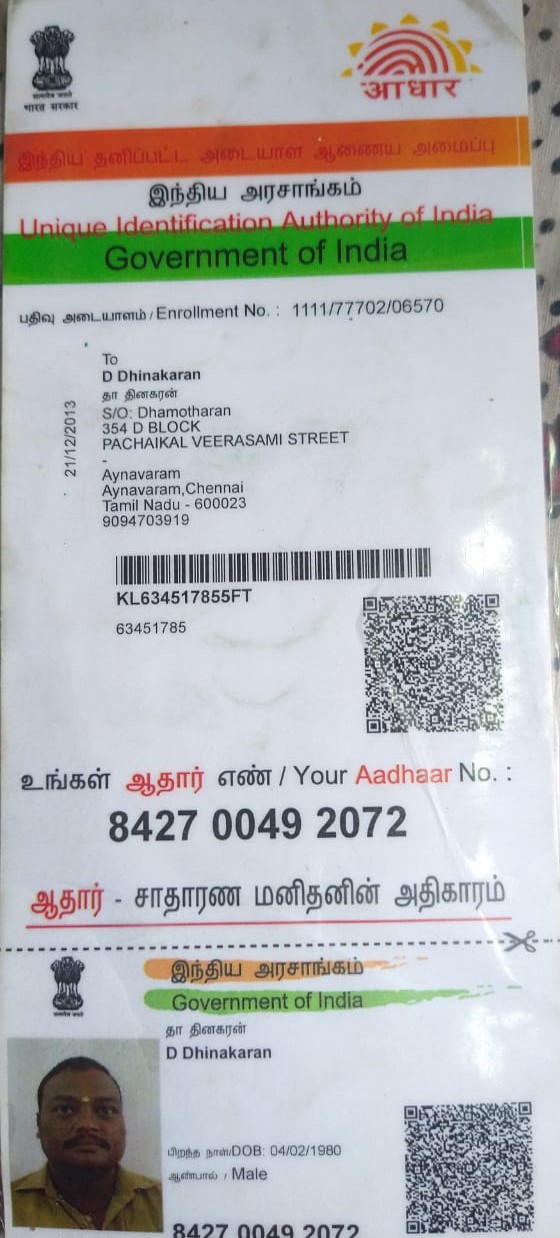 भारत सरकार
आधार
இந்திய தனிப்பட்ட அடையாள ஆணைய அமைப்பு
இந்திய அரசாங்கம்
Unique Identification Authority of India
Government of India
பதிவு அடையாளம் / Enrollment No. : 1111/77702/06570
To
D Dhinakaran
தா தினகரன்
S/O: Dhamotharan
354 D BLOCK
PACHAIKAL VEERASAMI STREET
-
Aynavaram
Aynavaram,Chennai
Tamil Nadu - 600023
9094703919
21/12/2013
KL634517855FT
63451785
உங்கள் ஆதார் எண் / Your Aadhaar No. :
8427 0049 2072
ஆதார் - சாதாரண மனிதனின் அதிகாரம்
இந்திய அரசாங்கம்
Government of India
தா தினகரன்
D Dhinakaran
பிறந்த நாள்/DOB: 04/02/1980
ஆண்பால் / Male
8427 0049 2072